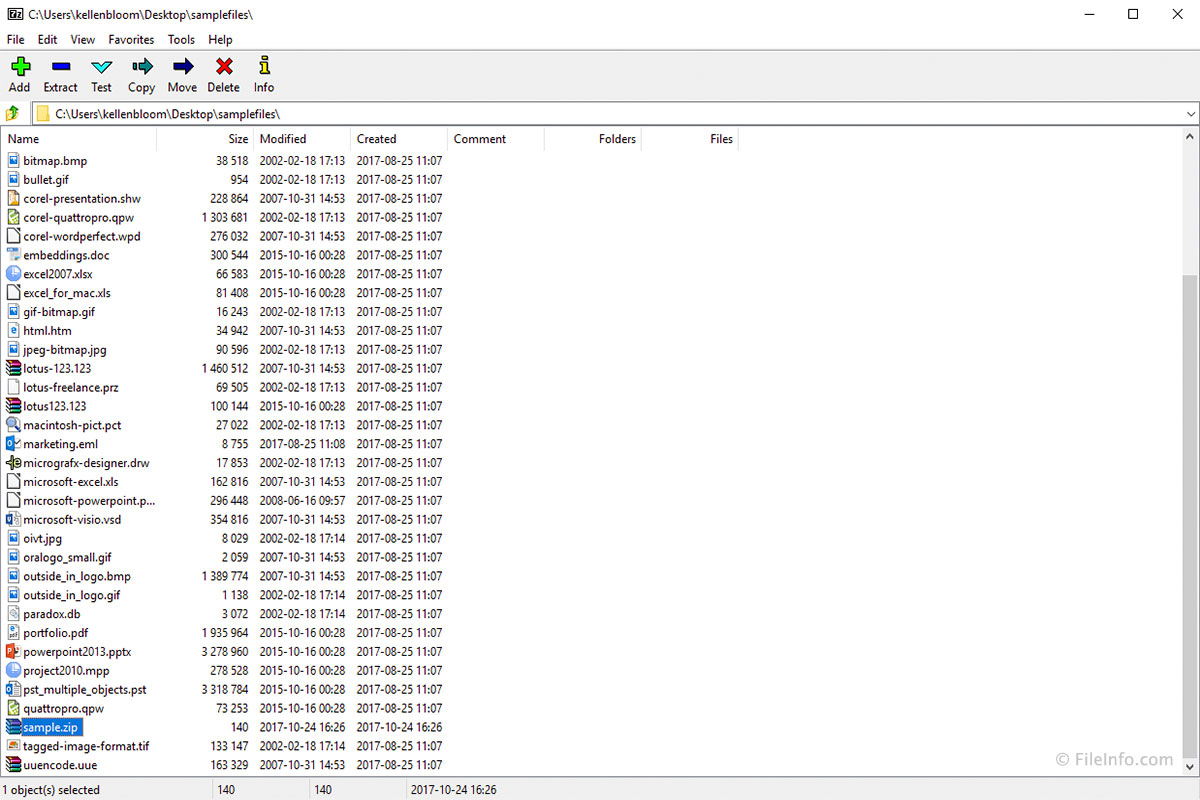 7z C:\Users\kellenbloom\Desktop\samplefiles\
File Edit View Favorites Tools Help
Add Extract Test Copy Move Delete Info
C:\Users\kellenbloom\Desktop\samplefiles\
Name Size Modified Created Comment Folders Files
bitmap.bmp 38 518 2002-02-18 17:13 2017-08-25 11:07
bullet.gif 954 2002-02-18 17:13 2017-08-25 11:07
corel-presentation.shw 228 864 2007-10-31 14:53 2017-08-25 11:07
corel-quattropro.qpw 1 303 681 2002-02-18 17:13 2017-08-25 11:07
corel-wordperfect.wpd 276 032 2007-10-31 14:53 2017-08-25 11:07
embeddings.doc 300 544 2015-10-16 00:28 2017-08-25 11:07
excel2007.xlsx 66 583 2015-10-16 00:28 2017-08-25 11:07
excel_for_mac.xls 81 408 2015-10-16 00:28 2017-08-25 11:07
gif-bitmap.gif 16 243 2002-02-18 17:13 2017-08-25 11:07
html.htm 34 942 2007-10-31 14:53 2017-08-25 11:07
jpeg-bitmap.jpg 90 596 2002-02-18 17:13 2017-08-25 11:07
lotus-123.123 1 460 512 2007-10-31 14:53 2017-08-25 11:07
lotus-freelance.prz 69 505 2002-02-18 17:13 2017-08-25 11:07
lotus123.123 100 144 2015-10-16 00:28 2017-08-25 11:07
macintosh-pict.pct 27 022 2002-02-18 17:13 2017-08-25 11:07
marketing.eml 8 755 2017-08-25 11:08 2017-08-25 11:07
micrografx-designer.drw 17 853 2002-02-18 17:13 2017-08-25 11:07
microsoft-excel.xls 162 816 2007-10-31 14:53 2017-08-25 11:07
microsoft-powerpoint.p... 296 448 2008-06-16 09:57 2017-08-25 11:07
microsoft-visio.vsd 354 816 2007-10-31 14:53 2017-08-25 11:07
oivt.jpg 8 029 2002-02-18 17:14 2017-08-25 11:07
oralogo_small.gif 2 059 2007-10-31 14:53 2017-08-25 11:07
outside_in_logo.bmp 1 389 774 2007-10-31 14:53 2017-08-25 11:07
outside_in_logo.gif 1 138 2002-02-18 17:14 2017-08-25 11:07
paradox.db 3 072 2002-02-18 17:14 2017-08-25 11:07
portfolio.pdf 1 935 964 2015-10-16 00:28 2017-08-25 11:07
powerpoint2013.pptx 3 278 960 2015-10-16 00:28 2017-08-25 11:07
project2010.mpp 278 528 2015-10-16 00:28 2017-08-25 11:07
pst_multiple_objects.pst 3 318 784 2015-10-16 00:28 2017-08-25 11:07
quattropro.qpw 73 253 2015-10-16 00:28 2017-08-25 11:07
sample.zip 140 2017-10-24 16:26 2017-10-24 16:26
tagged-image-format.tif 133 147 2002-02-18 17:14 2017-08-25 11:07
uuencode.uue 163 329 2007-10-31 14:53 2017-08-25 11:07
© FileInfo.com
1 object(s) selected 140 140 2017-10-24 16:26